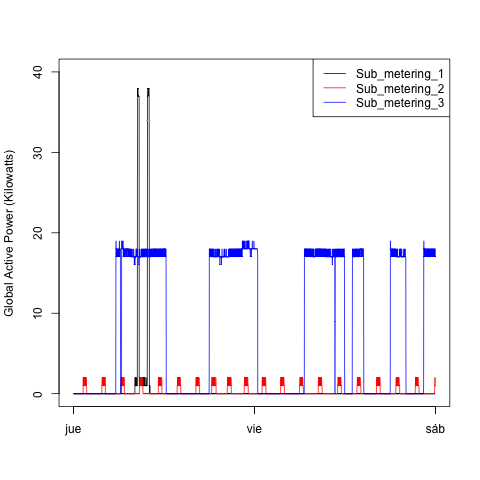 Sub_metering_1
Sub_metering_2
Sub_metering_3
Global Active Power (Kilowatts)
40
30
20
10
0
jue
vie
sáb